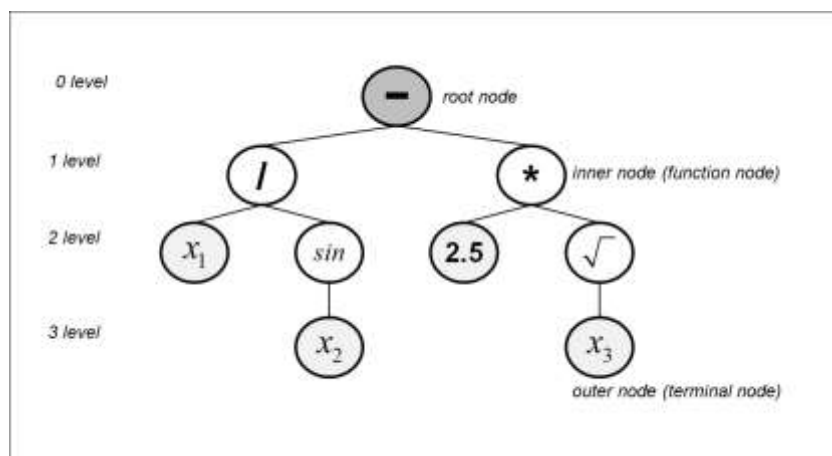 0 level
−
root node
1 level
/
*
inner node (function node)
2 level
x₁
sin
2.5
√
3 level
x₂
x₃
outer node (terminal node)